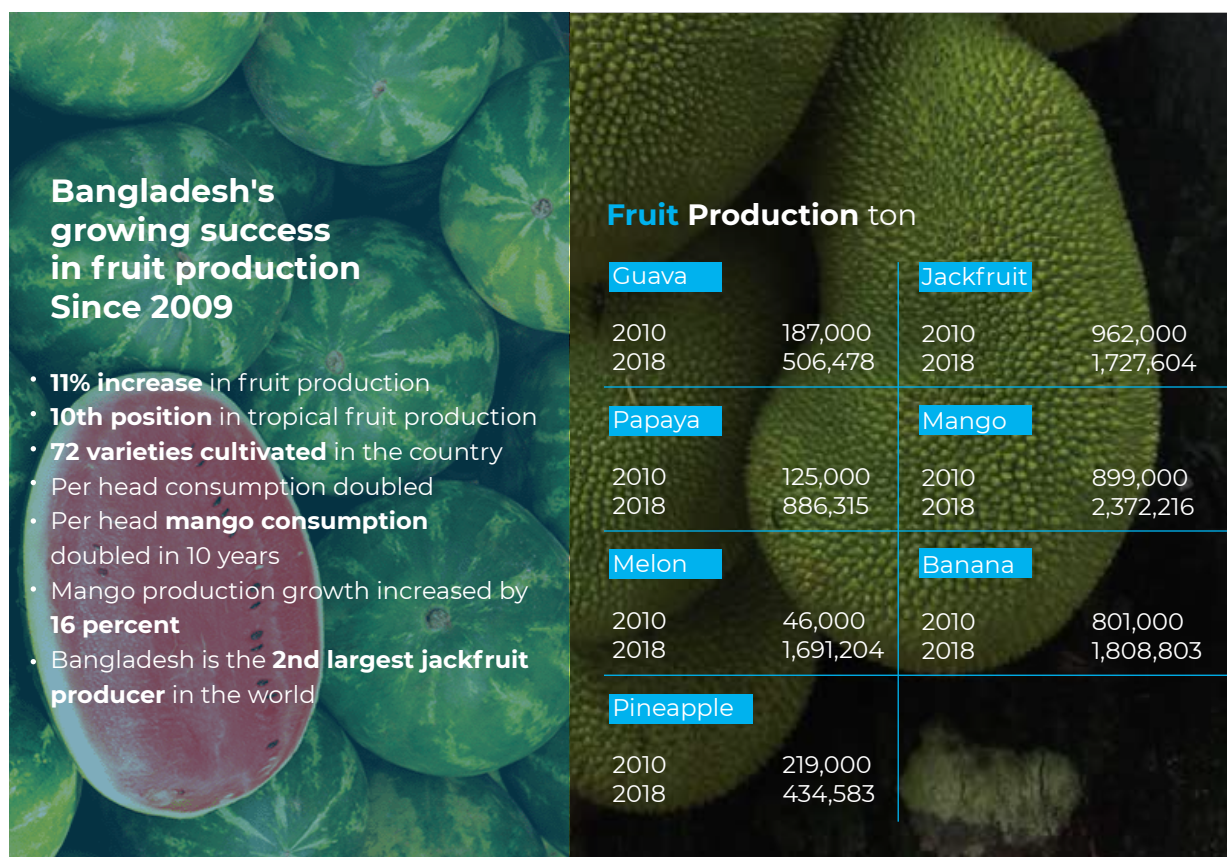 Bangladesh's
growing success
in fruit production
Since 2009
• 11% increase in fruit production
• 10th position in tropical fruit production
• 72 varieties cultivated in the country
• Per head consumption doubled
• Per head mango consumption
doubled in 10 years
• Mango production growth increased by
16 percent
• Bangladesh is the 2nd largest jackfruit
producer in the world
Fruit Production ton
Guava
2010 187,000
2018 506,478
Jackfruit
2010 962,000
2018 1,727,604
Papaya
2010 125,000
2018 886,315
Mango
2010 899,000
2018 2,372,216
Melon
2010 46,000
2018 1,691,204
Banana
2010 801,000
2018 1,808,803
Pineapple
2010 219,000
2018 434,583